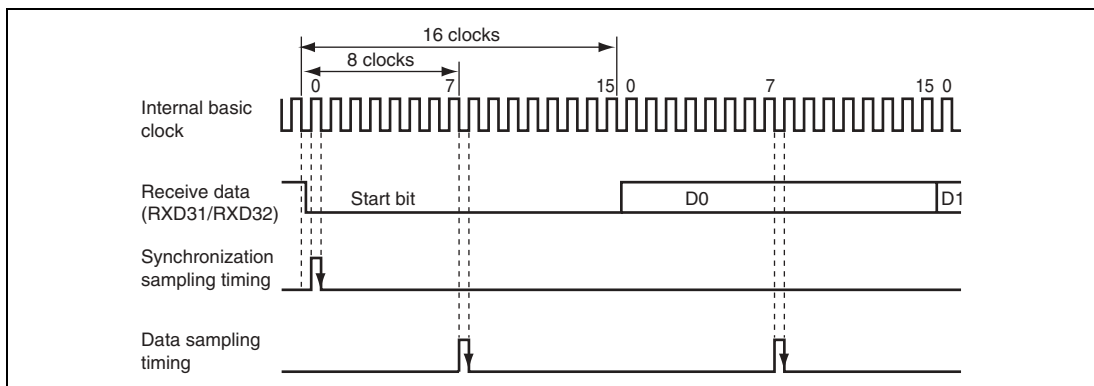 16 clocks
8 clocks
0 7 15 0 7 15 0
Internal basic
clock
Receive data
(RXD31/RXD32)
Start bit D0 D1
Synchronization
sampling timing
Data sampling
timing